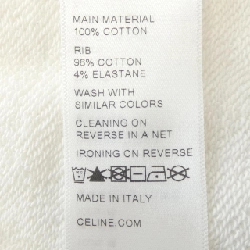 MAIN MATERIAL
100% COTTON
RIB
96% COTTON
4% ELASTANE
WASH WITH
SIMILAR COLORS
CLEANING ON
REVERSE IN A NET
IRONING ON REVERSE
MADE IN ITALY
CELINE.COM